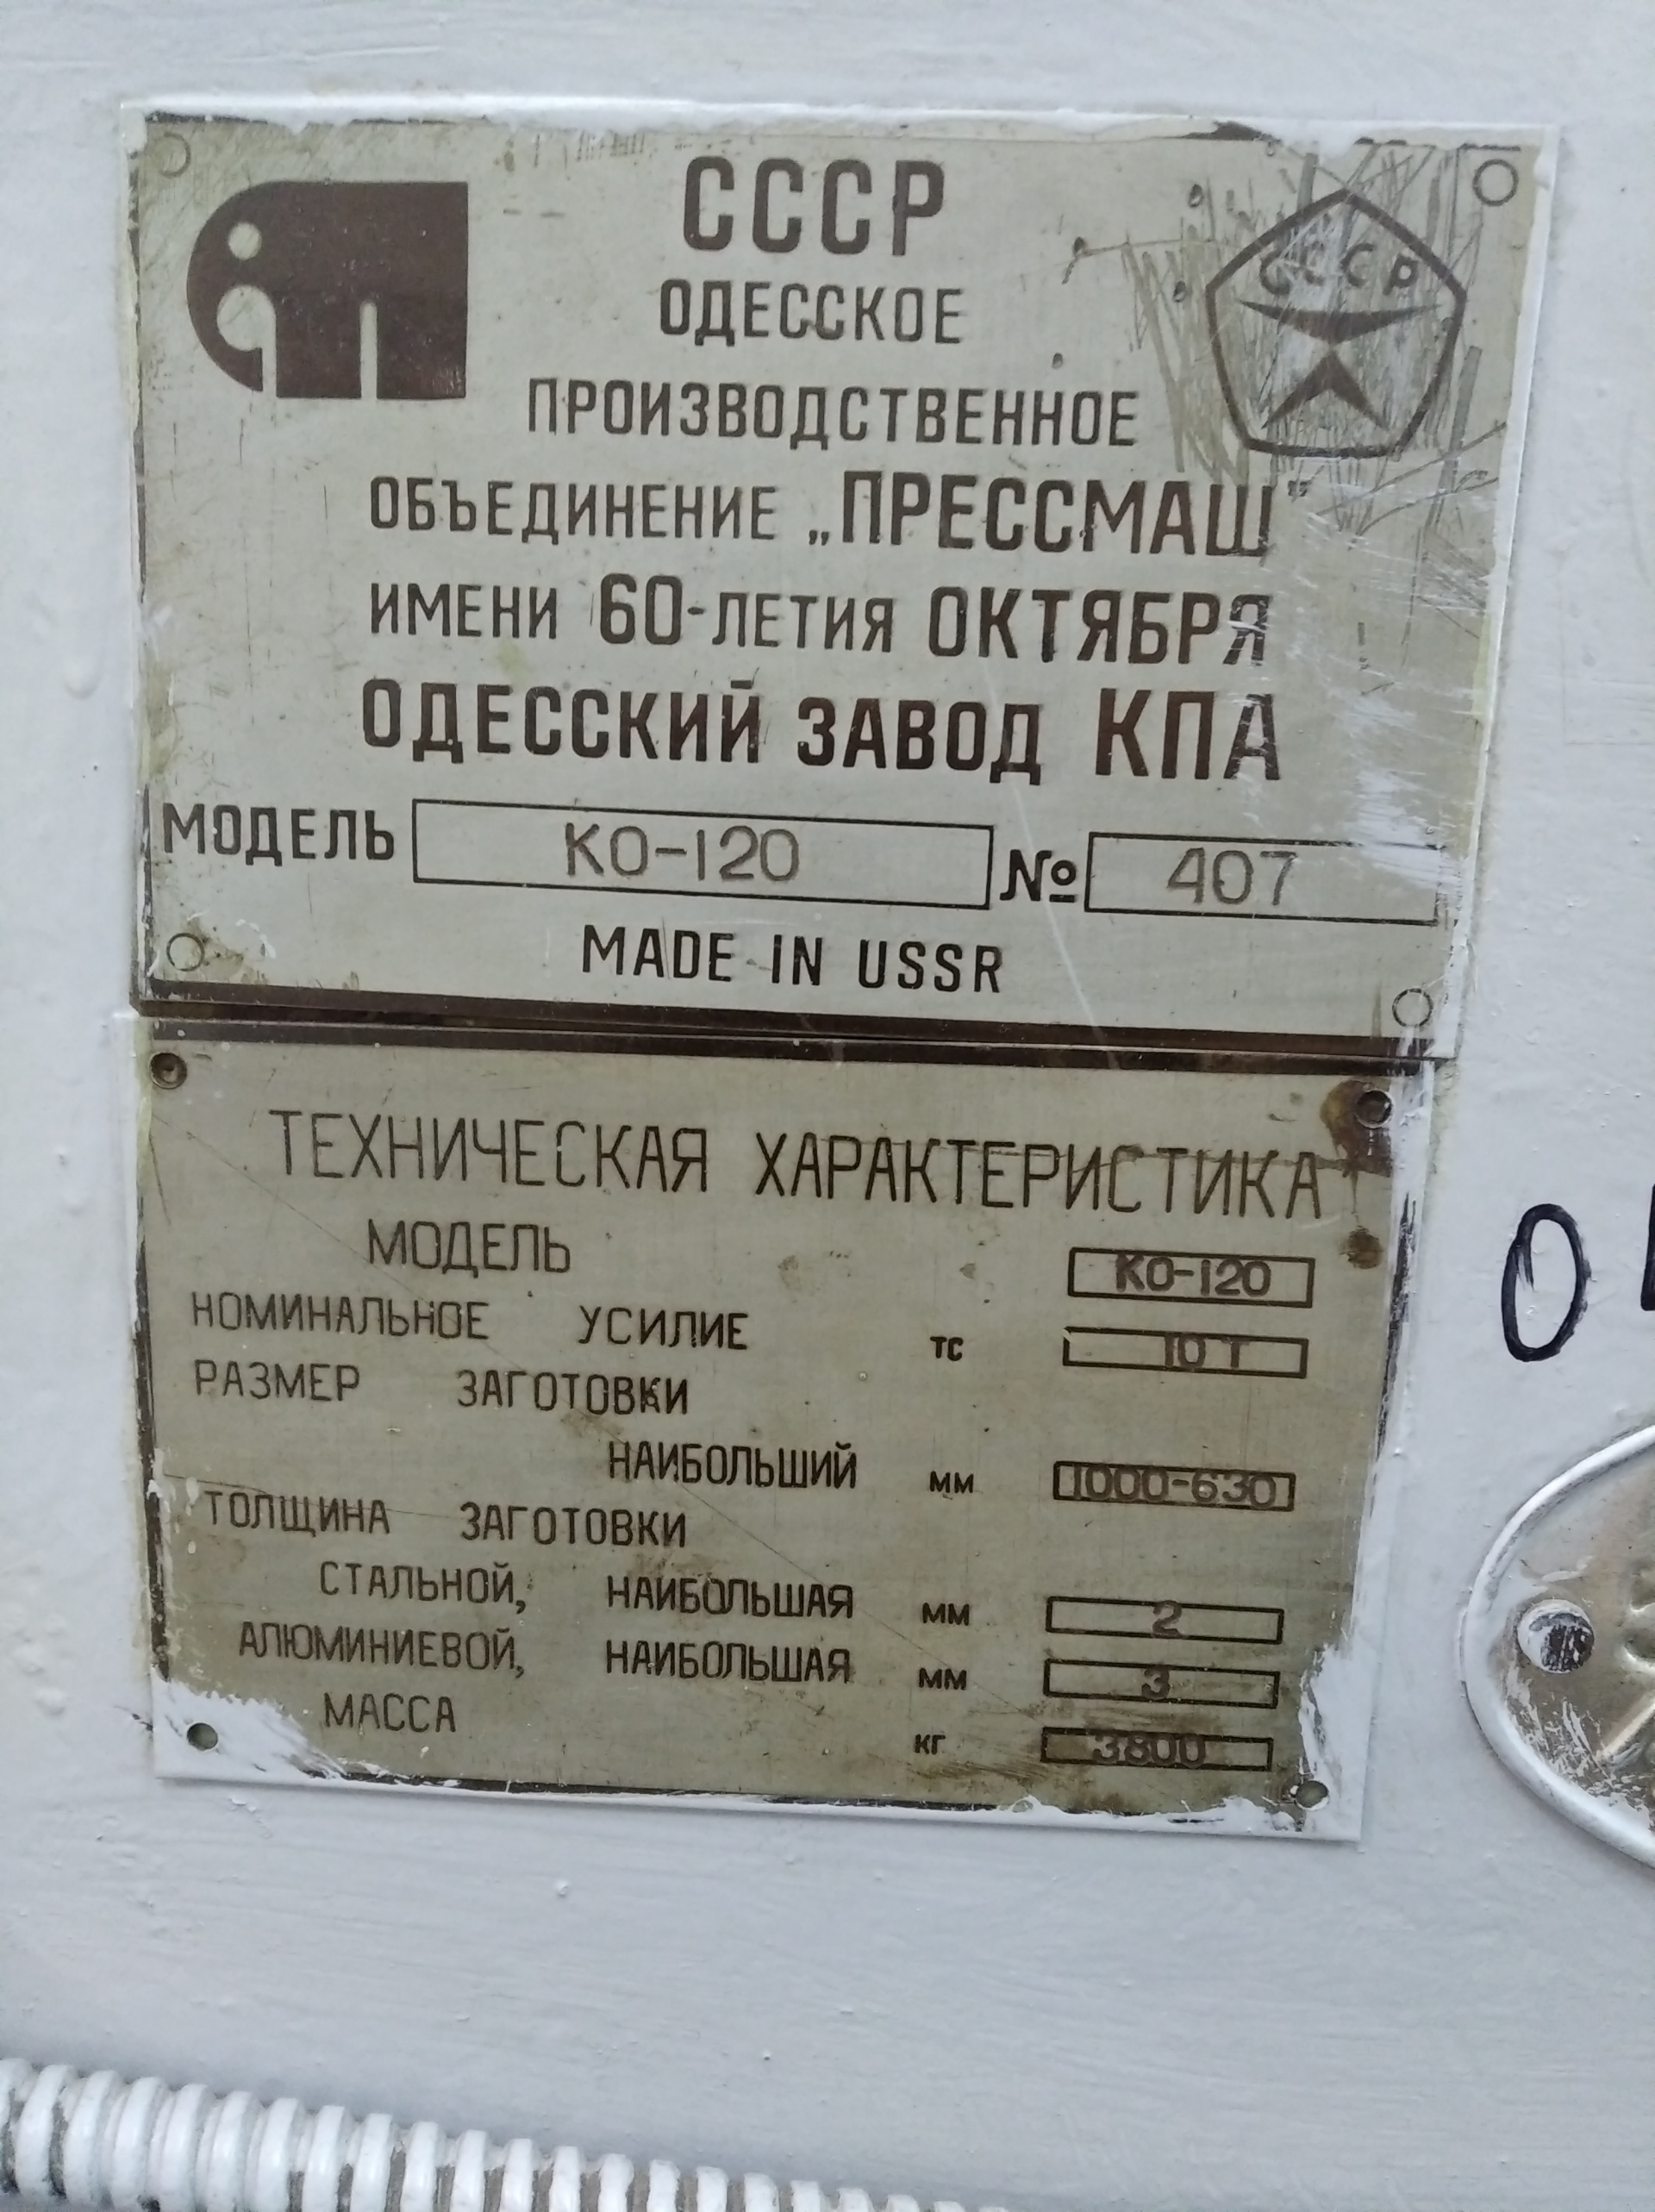 СССР
СССР
ОДЕССКОЕ
ПРОИЗВОДСТВЕННОЕ
ОБЪЕДИНЕНИЕ „ПРЕССМАШ"
ИМЕНИ 60-ЛЕТИЯ ОКТЯБРЯ
ОДЕССКИЙ ЗАВОД КПА
МОДЕЛЬ КО-120 № 407
MADE IN USSR
ТЕХНИЧЕСКАЯ ХАРАКТЕРИСТИКА
МОДЕЛЬ КО-120
НОМИНАЛЬНОЕ УСИЛИЕ ТС 10 Т
РАЗМЕР ЗАГОТОВКИ
НАИБОЛЬШИЙ ММ 1000-630
ТОЛЩИНА ЗАГОТОВКИ
СТАЛЬНОЙ, НАИБОЛЬШАЯ ММ 2
АЛЮМИНИЕВОЙ, НАИБОЛЬШАЯ ММ 3
МАССА КГ 3800